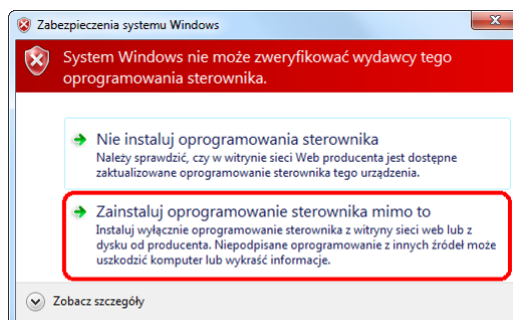 Zabezpieczenia systemu Windows
System Windows nie może zweryfikować wydawcy tego
oprogramowania sterownika.
Nie instaluj oprogramowania sterownika
Należy sprawdzić, czy w witrynie sieci Web producenta jest dostępne
zaktualizowane oprogramowanie sterownika tego urządzenia.
Zainstaluj oprogramowanie sterownika mimo to
Instaluj wyłącznie oprogramowanie sterownika z witryny sieci web lub z
dysku od producenta. Niepodpisane oprogramowanie z innych źródeł może
uszkodzić komputer lub wykraść informacje.
Zobacz szczegóły